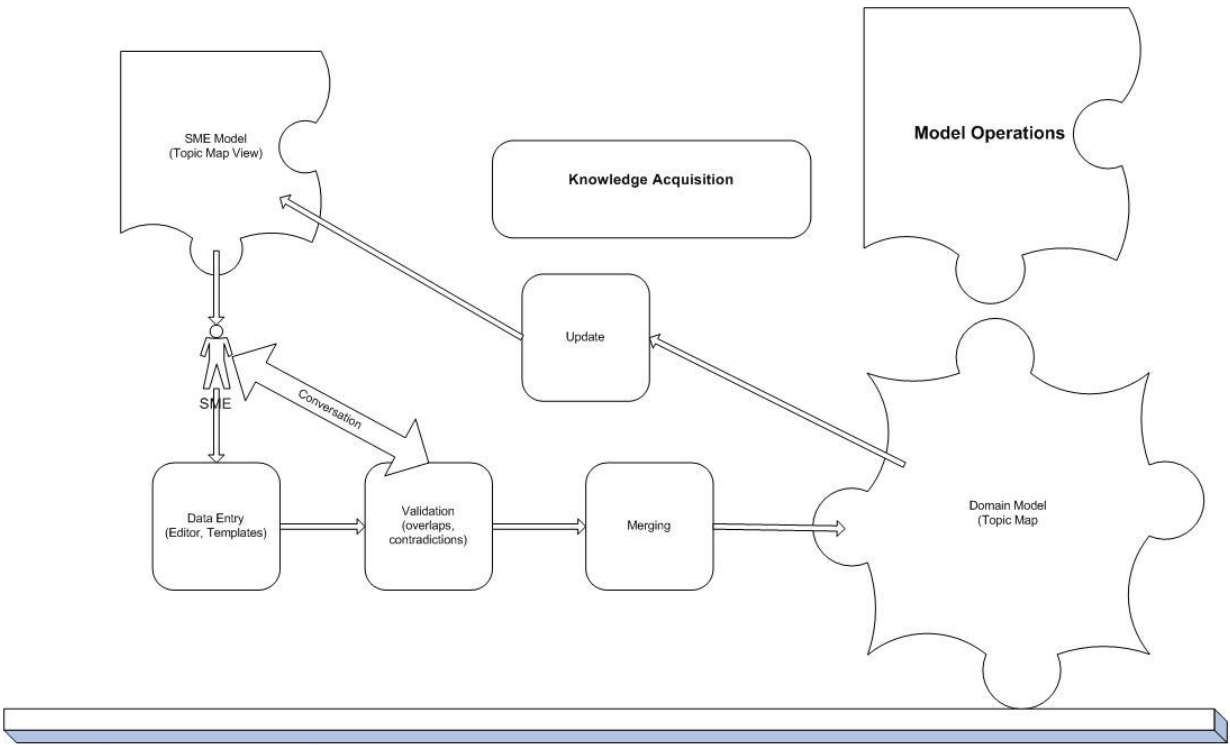 SME Model
(Topic Map View)
Model Operations
Knowledge Acquisition
Update
SME
Conversation
Data Entry
(Editor, Templates)
Validation
(overlaps,
contradictions)
Merging
Domain Model
(Topic Map